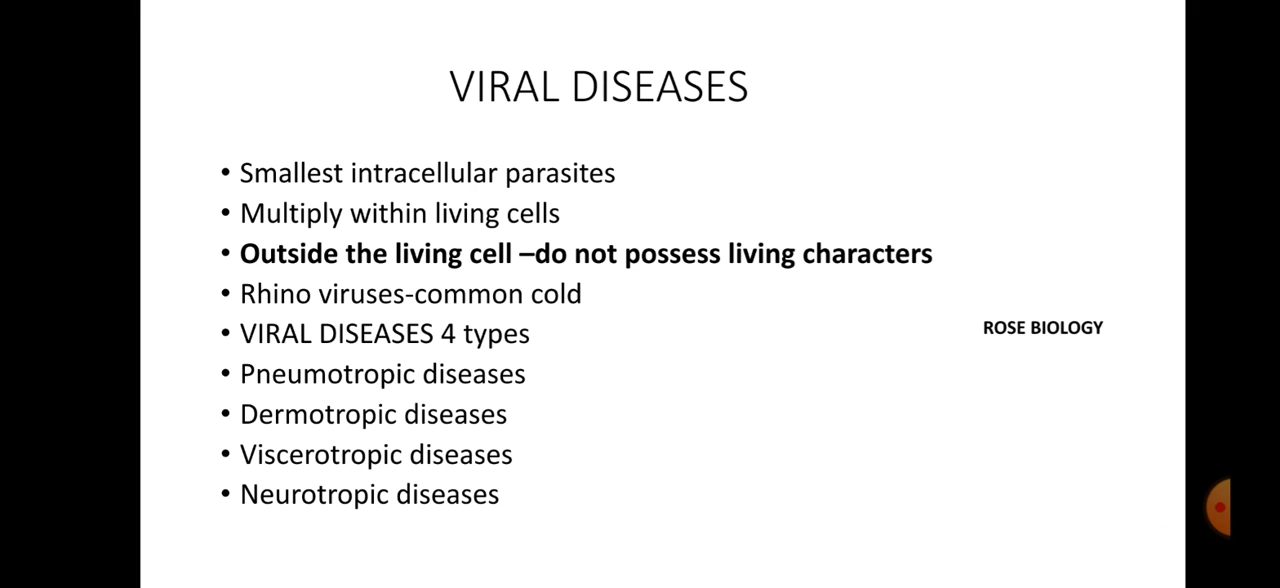 VIRAL DISEASES
• Smallest intracellular parasites
• Multiply within living cells
• Outside the living cell –do not possess living characters
• Rhino viruses-common cold
• VIRAL DISEASES 4 types
ROSE BIOLOGY
• Pneumotropic diseases
• Dermotropic diseases
• Viscerotropic diseases
• Neurotropic diseases